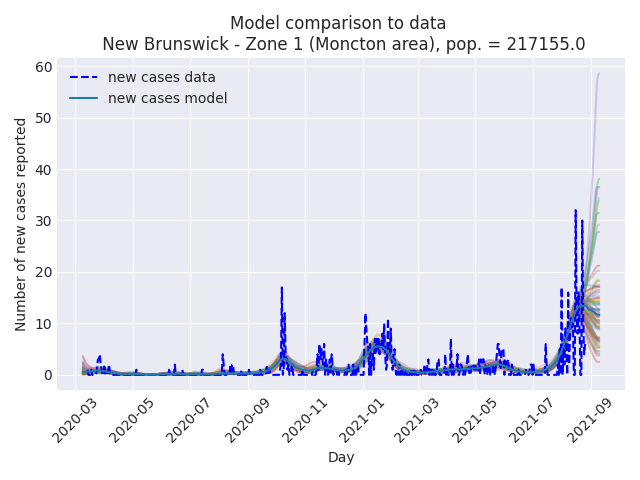 Model comparison to data
New Brunswick - Zone 1 (Moncton area), pop. = 217155.0
new cases data
new cases model
Number of new cases reported
60
50
40
30
20
10
0
2020-03
2020-05
2020-07
2020-09
2020-11
2021-01
2021-03
2021-05
2021-07
2021-09
Day